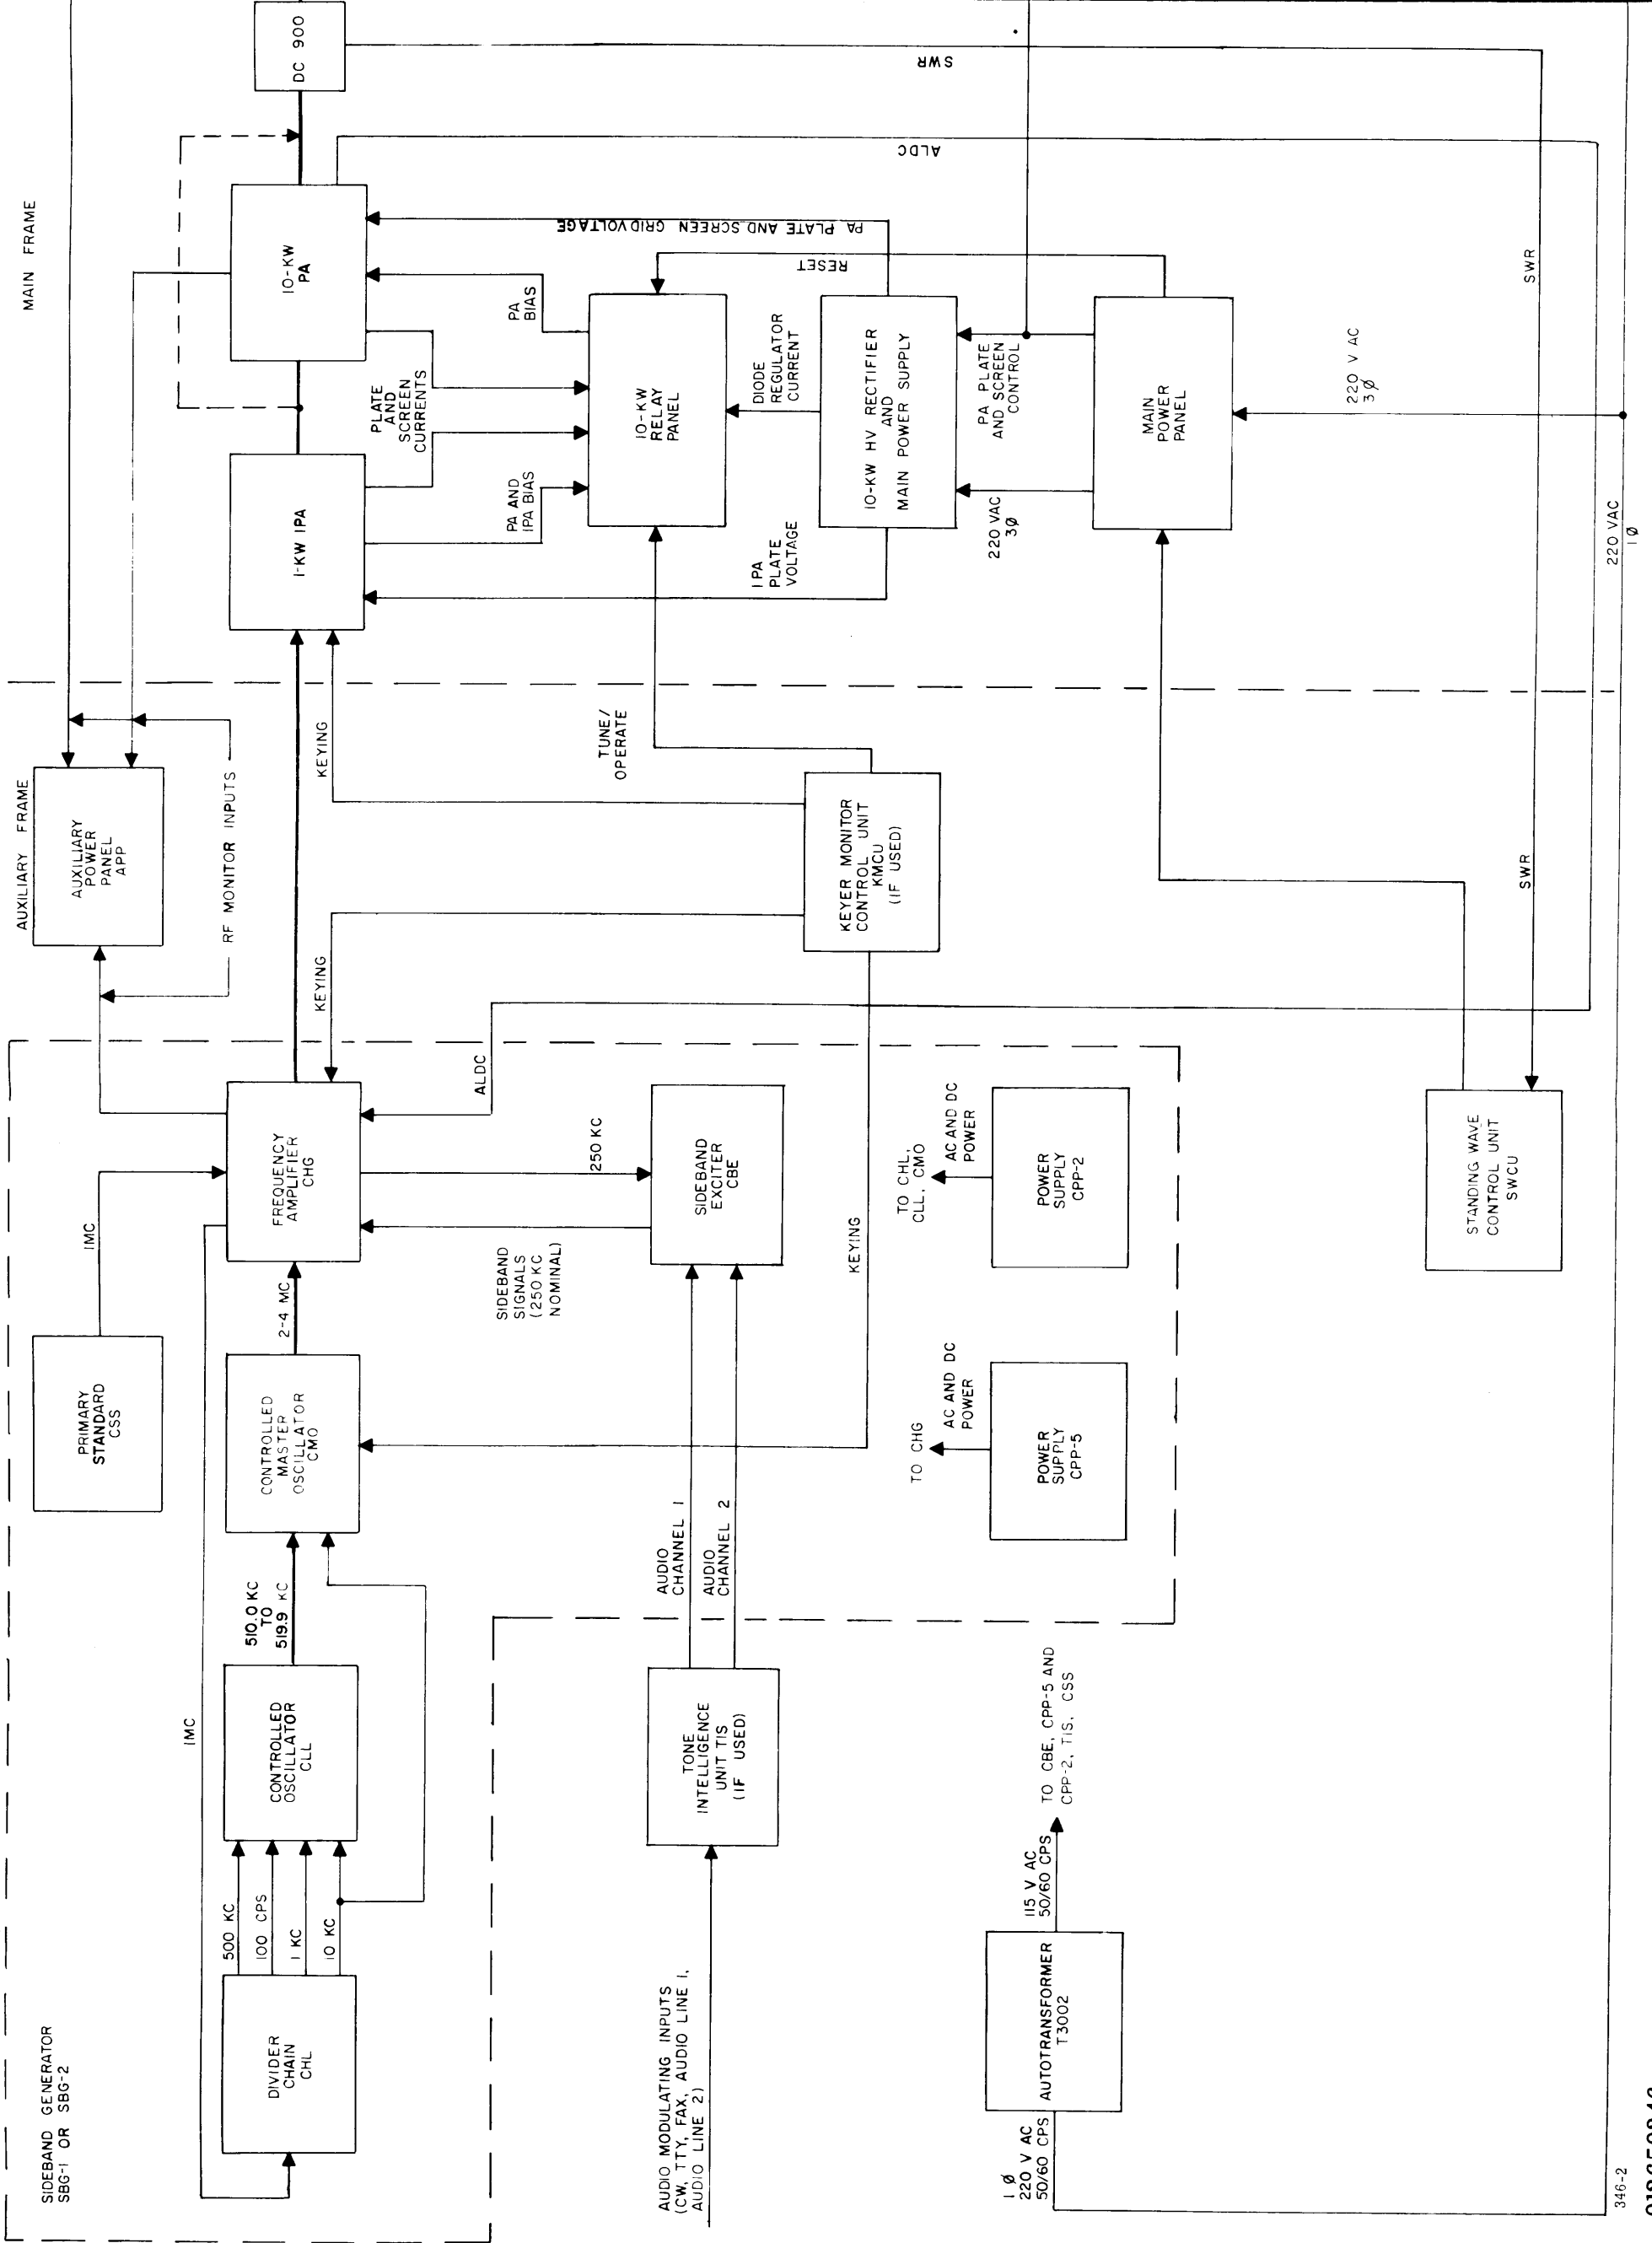 SIDEBAND GENERATOR
SBG-1 OR SBG-2
AUXILIARY FRAME
MAIN FRAME
PRIMARY
STANDARD
CSS
1MC
AUXILIARY
POWER
PANEL
APP
RF MONITOR INPUTS
1MC
DIVIDER
CHAIN
CHL
500 KC
100 CPS
1 KC
10 KC
CONTROLLED
OSCILLATOR
CLL
510.0 KC
TO
519.9 KC
CONTROLLED
MASTER
OSCILLATOR
CMO
2-4 MC
FREQUENCY
AMPLIFIER
CHG
KEYING
KEYING
1-KW IPA
10-KW
PA
DC 900
ALDC
PLATE
AND
SCREEN
CURRENTS
PA AND
IPA BIAS
PA
BIAS
SIDEBAND
SIGNALS
(250 KC
NOMINAL)
250 KC
AUDIO MODULATING INPUTS
(CW, TTY, FAX, AUDIO LINE 1,
AUDIO LINE 2)
TONE
INTELLIGENCE
UNIT TIS
(IF USED)
AUDIO
CHANNEL 1
AUDIO
CHANNEL 2
SIDEBAND
EXCITER
CBE
TUNE/
OPERATE
10-KW
RELAY
PANEL
PA PLATE AND SCREEN GRID VOLTAGE
RESET
ALDC
SWR
IPA
PLATE
VOLTAGE
DIODE
REGULATOR
CURRENT
KEYING
KEYER MONITOR
CONTROL UNIT
KMCU
(IF USED)
10-KW HV RECTIFIER
AND
MAIN POWER SUPPLY
TO CHG
AC AND DC
POWER
TO CHL,
CLL, CMO
AC AND DC
POWER
220 VAC
3Ø
PA PLATE
AND SCREEN
CONTROL
1 Ø
220 V AC
50/60 CPS
AUTOTRANSFORMER
T3002
115 V AC
50/60 CPS
TO CBE, CPP-5 AND
CPP-2, TIS, CSS
POWER
SUPPLY
CPP-5
POWER
SUPPLY
CPP-2
MAIN
POWER
PANEL
220 V AC
3Ø
STANDING WAVE
CONTROL UNIT
SWCU
SWR
SWR
220 VAC
1 Ø
346-2